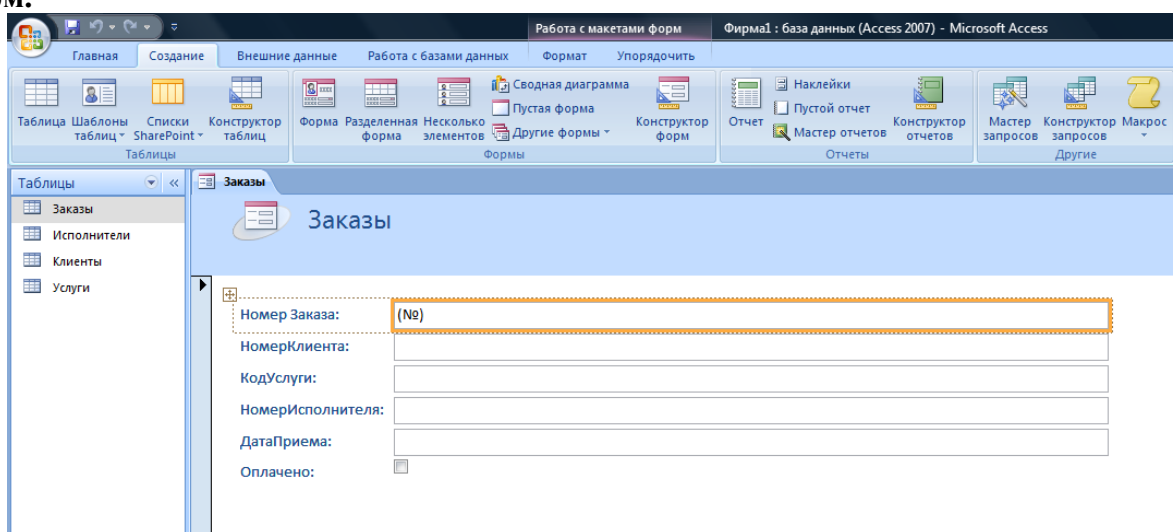 Работа с макетами форм Фирма1 : база данных (Access 2007) - Microsoft Access
Главная Создание Внешние данные Работа с базами данных Формат Упорядочить
Таблица Шаблоны таблиц Списки SharePoint Конструктор таблиц
Таблицы
Форма Разделенная форма Несколько элементов Сводная диаграмма
Пустая форма
Другие формы
Конструктор форм
Формы
Отчет Наклейки
Пустой отчет
Мастер отчетов
Конструктор отчетов
Отчеты
Мастер запросов Конструктор запросов Макрос
Другие
Таблицы
Заказы
Исполнители
Клиенты
Услуги
Заказы
Заказы
Номер Заказа: (№)
НомерКлиента:
КодУслуги:
НомерИсполнителя:
ДатаПриема:
Оплачено: